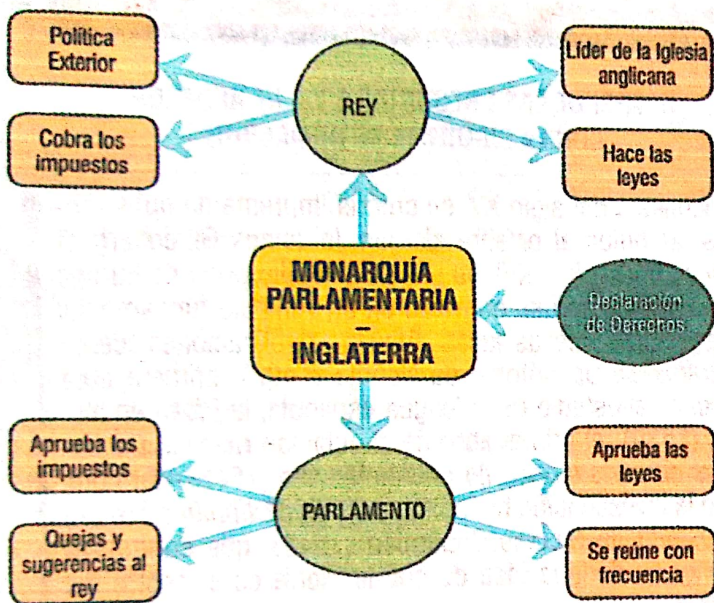 Política
Exterior
Cobra los
impuestos
REY
Líder de la Iglesia
anglicana
Hace las
leyes
MONARQUÍA
PARLAMENTARIA
–
INGLATERRA
Declaración
de Derechos
Aprueba los
impuestos
Quejas y
sugerencias al
rey
PARLAMENTO
Aprueba las
leyes
Se reúne con
frecuencia